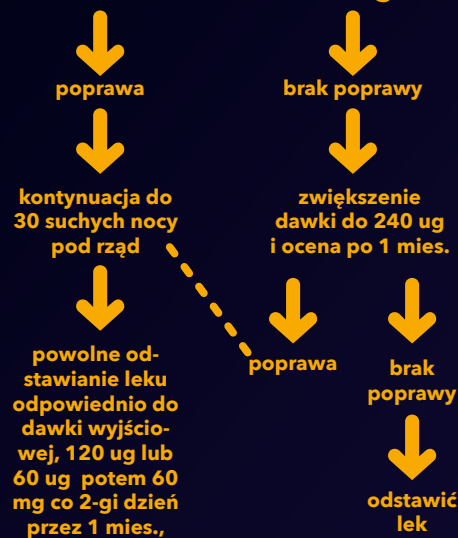 poprawa
brak poprawy
kontynuacja do
30 suchych nocy
pod rząd
zwiększenie
dawki do 240 ug
i ocena po 1 mies.
poprawa
brak
poprawy
powolne od-
stawianie leku
odpowiednio do
dawki wyjścio-
wej, 120 ug lub
60 ug potem 60
mg co 2-gi dzień
przez 1 mies.,
odstawić
lek